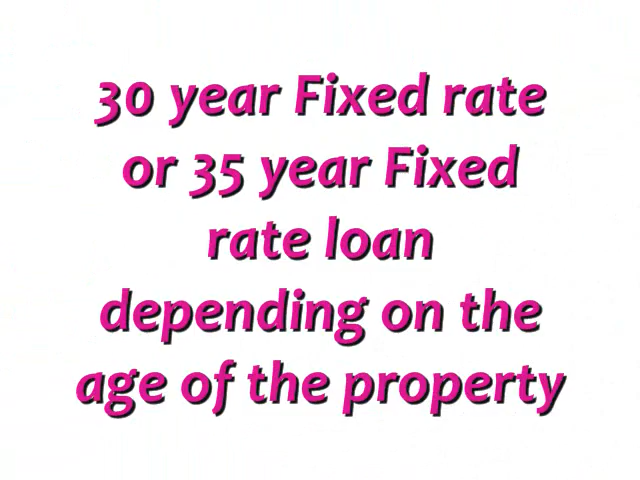 30 year Fixed rate
or 35 year Fixed
rate loan
depending on the
age of the property